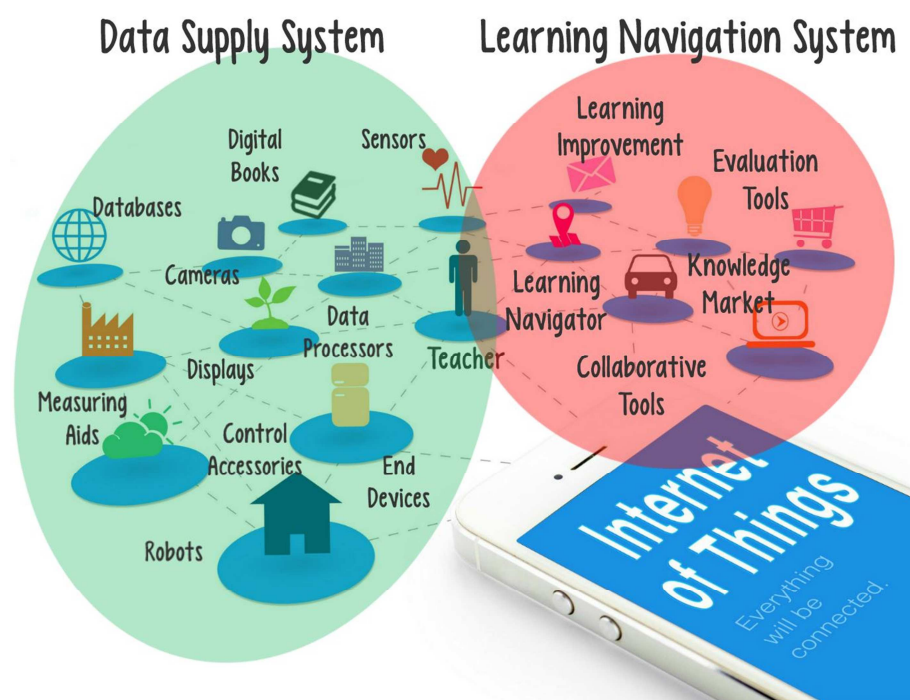 Data Supply System
Learning Navigation System
Digital
Books
Sensors
Databases
Cameras
Data
Processors
Displays
Teacher
Measuring
Aids
Control
Accessories
End
Devices
Robots
Learning
Improvement
Evaluation
Tools
Learning
Navigator
Knowledge
Market
Collaborative
Tools
Internet
of Things
Everything
will be
connected.